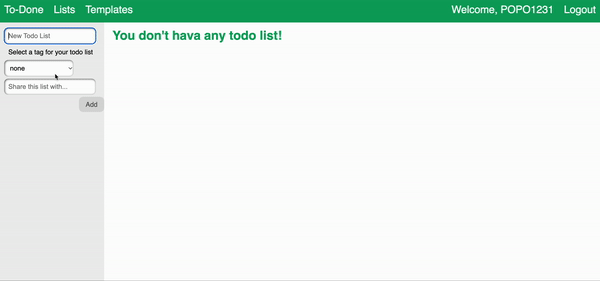 To-Done Lists Templates Welcome, POPO1231 Logout
New Todo List
You don't hava any todo list!
Select a tag for your todo list
none
Share this list with...
Add